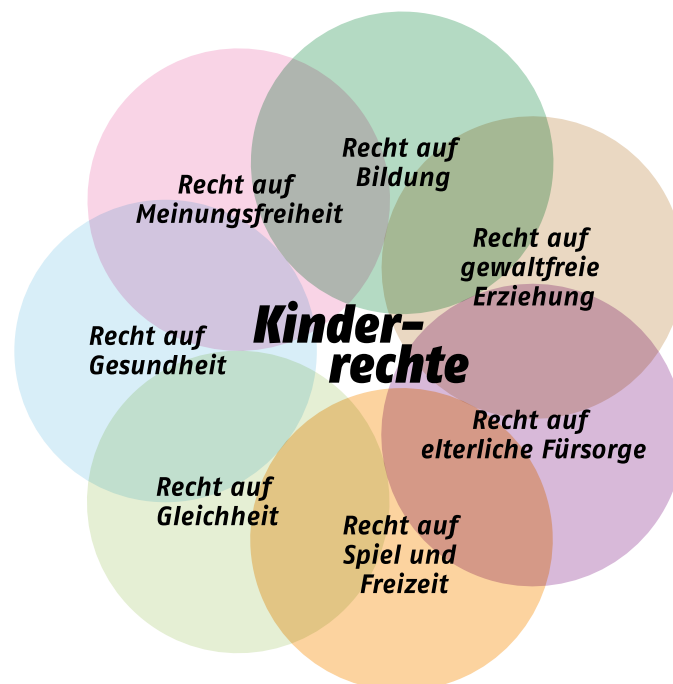 Recht auf
Bildung
Recht auf
Meinungsfreiheit
Recht auf
gewaltfreie
Erziehung
Kinder-
rechte
Recht auf
Gesundheit
Recht auf
elterliche Fürsorge
Recht auf
Gleichheit
Recht auf
Spiel und
Freizeit